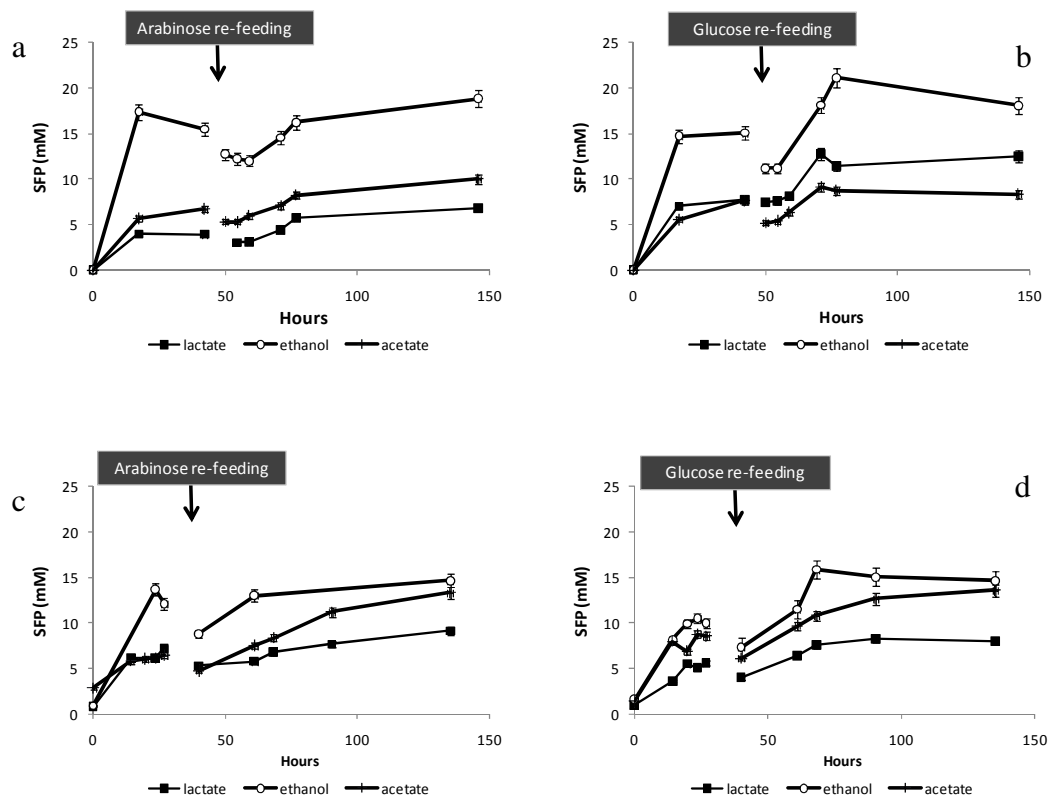 a
Arabinose re-feeding
25
20
15
10
5
0
SFP (mM)
0 50 100 150
Hours
lactate ethanol acetate
b
Glucose re-feeding
25
20
15
10
5
0
SFP (mM)
0 50 100 150
Hours
lactate ethanol acetate
c
Arabinose re-feeding
25
20
15
10
5
0
SFP (mM)
0 50 100 150
Hours
lactate ethanol acetate
d
Glucose re-feeding
25
20
15
10
5
0
SFP (mM)
0 50 100 150
Hours
lactate ethanol acetate